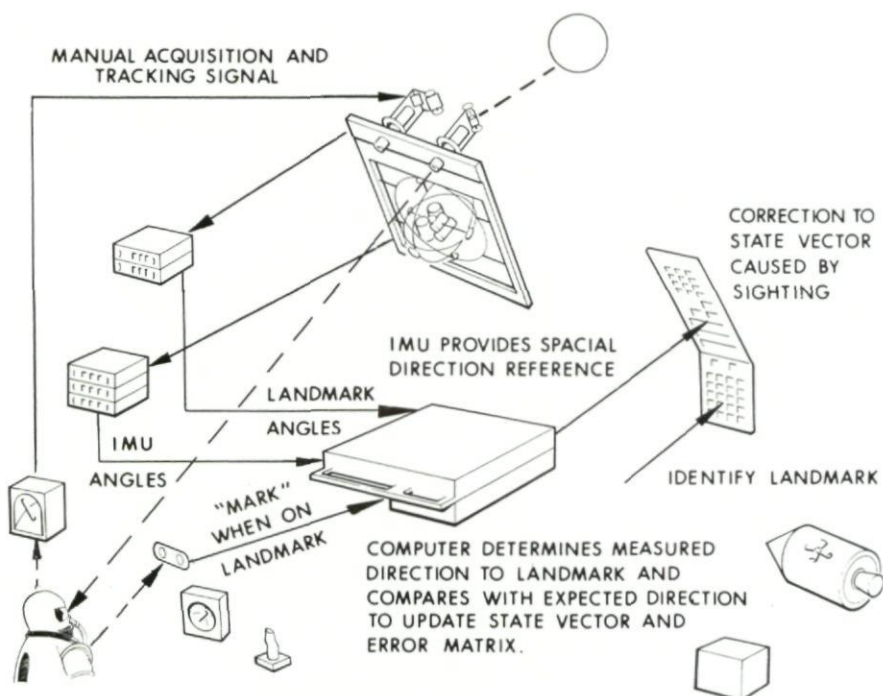 MANUAL ACQUISITION AND
TRACKING SIGNAL
CORRECTION TO
STATE VECTOR
CAUSED BY
SIGHTING
IMU PROVIDES SPACIAL
DIRECTION REFERENCE
LANDMARK
ANGLES
IMU
ANGLES
"MARK"
WHEN ON
LANDMARK
IDENTIFY LANDMARK
COMPUTER DETERMINES MEASURED
DIRECTION TO LANDMARK AND
COMPARES WITH EXPECTED DIRECTION
TO UPDATE STATE VECTOR AND
ERROR MATRIX.